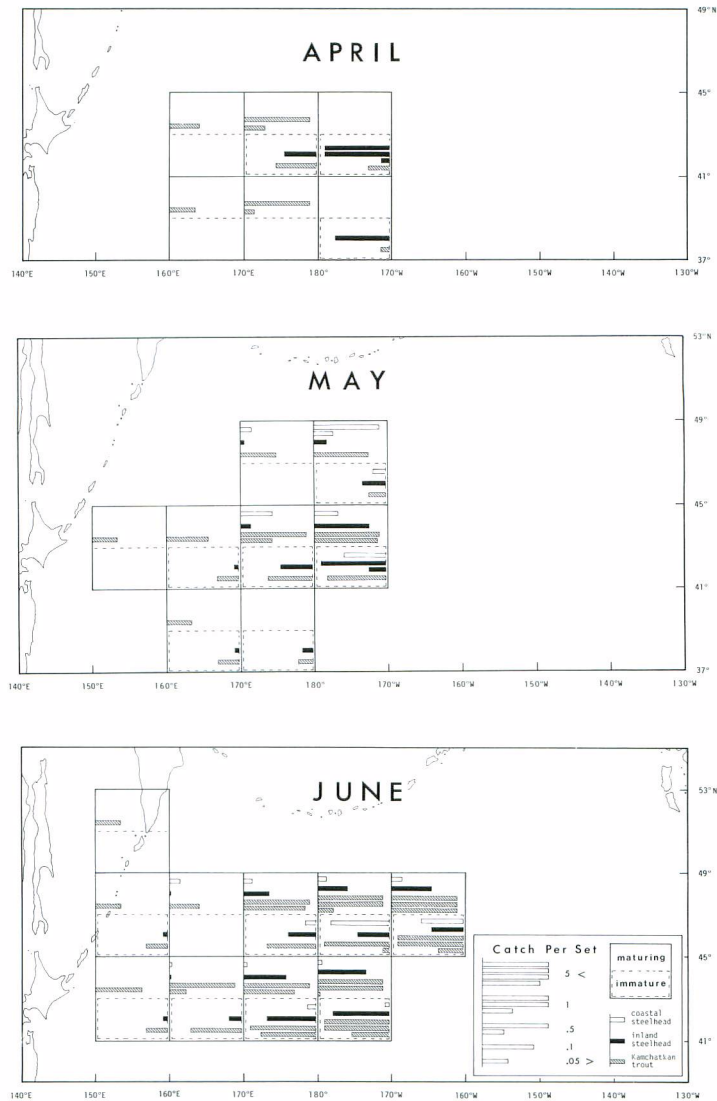 49°N
APRIL
45°
41°
37°
140°E 150°E 160°E 170°E 180° 170°W 160°W 150°W 140°W 130°W
53°N
MAY
49°
45°
41°
37°
140°E 150°E 160°E 170°E 180° 170°W 160°W 150°W 140°W 130°W
JUNE
53°N
49°
45°
41°
Catch Per Set
5 <
1
.5
.1
.05 >
maturing
immature
coastal
steelhead
inland
steelhead
Kamchatkan
trout
140°E 150°E 160°E 170°E 180° 170°W 160°W 150°W 140°W 130°W